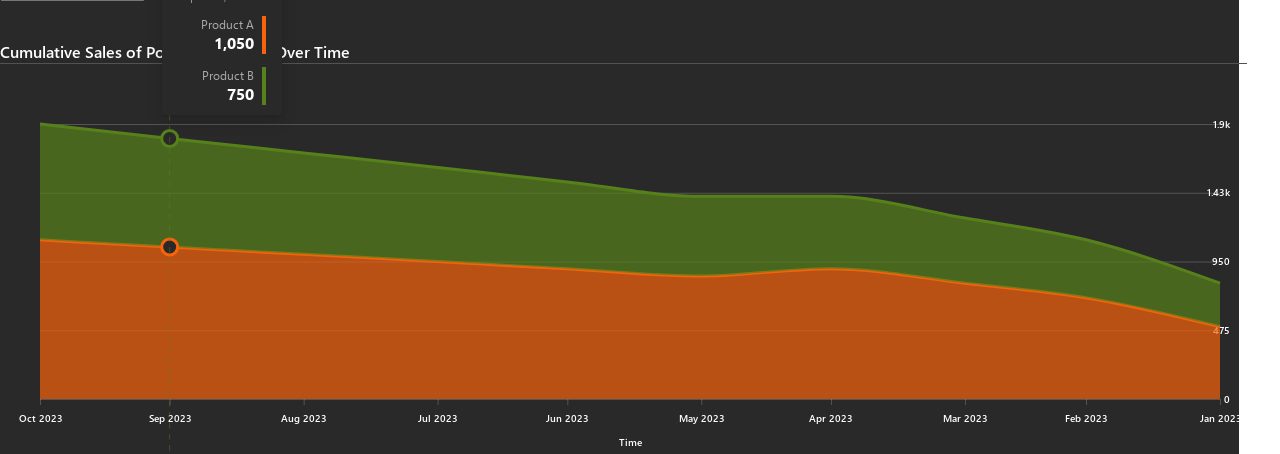 Product A
1,050
Cumulative Sales of Po Over Time
Product B
750
1.9k
1.43k
950
475
0
Oct 2023
Sep 2023
Aug 2023
Jul 2023
Jun 2023
May 2023
Apr 2023
Mar 2023
Feb 2023
Jan 2023
Time